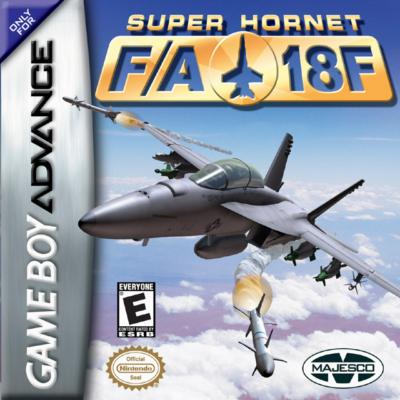 ONLY
FOR
GAME BOY ADVANCE
SUPER HORNET
F/A 18F
EVERYONE
E
CONTENT RATED BY
ESRB
Official
Nintendo
Seal
MAJESCO